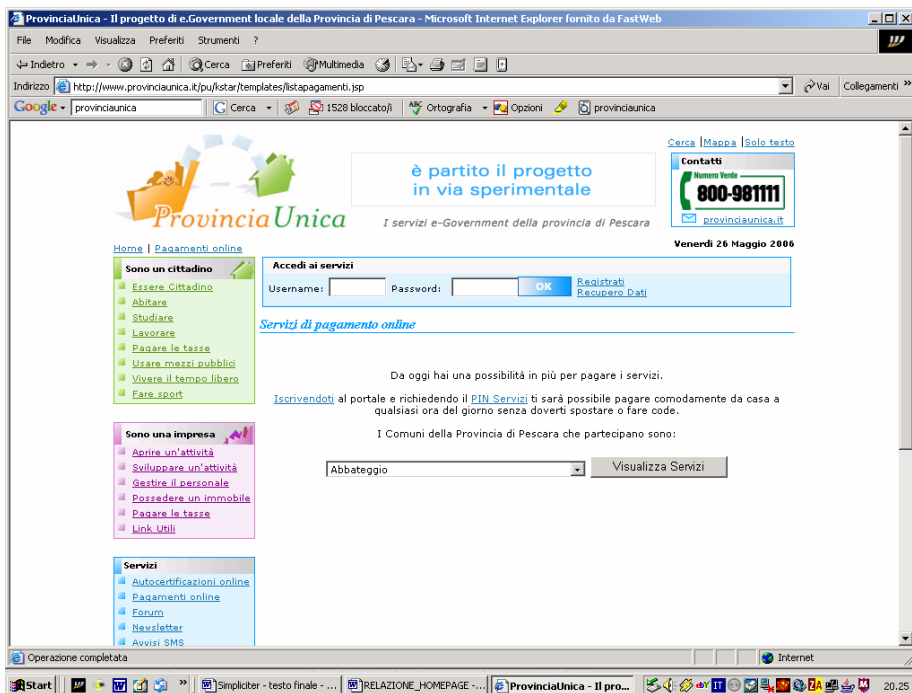 ProvinciaUnica - Il progetto di e.Government locale della Provincia di Pescara - Microsoft Internet Explorer fornito da FastWeb
File Modifica Visualizza Preferiti Strumenti ?
Indietro Cerca Preferiti Multimedia
Indirizzo http://www.provinciaunica.it/pu/kstar/templates/listapagamenti.jsp Vai Collegamenti »
Google provinciaunica Cerca 1528 bloccato/i Ortografia Opzioni provinciaunica
Cerca | Mappa | Solo testo
ProvinciaUnica
è partito il progetto
in via sperimentale
I servizi e-Government della provincia di Pescara
Contatti
Numero Verde
800-981111
provinciaunica.it
Venerdì 26 Maggio 2006
Home | Pagamenti online
Sono un cittadino
Essere Cittadino
Abitare
Studiare
Lavorare
Pagare le tasse
Usare mezzi pubblici
Vivere il tempo libero
Fare sport
Sono una impresa
Aprire un'attività
Sviluppare un'attività
Gestire il personale
Possedere un immobile
Pagare le tasse
Link Utili
Servizi
Autocertificazioni online
Pagamenti online
Forum
Newsletter
Avvisi SMS
Accedi ai servizi
Username: Password: OK Registrati
Recupero Dati
Servizi di pagamento online
Da oggi hai una possibilità in più per pagare i servizi.
Iscrivendoti al portale e richiedendo il PIN Servizi ti sarà possibile pagare comodamente da casa a
qualsiasi ora del giorno senza doverti spostare o fare code.
I Comuni della Provincia di Pescara che partecipano sono:
Abbateggio Visualizza Servizi
Operazione completata Internet
Start » Simpliciter - testo finale - ... RELAZIONE_HOMEPAGE -... ProvinciaUnica - Il pro... 20.25